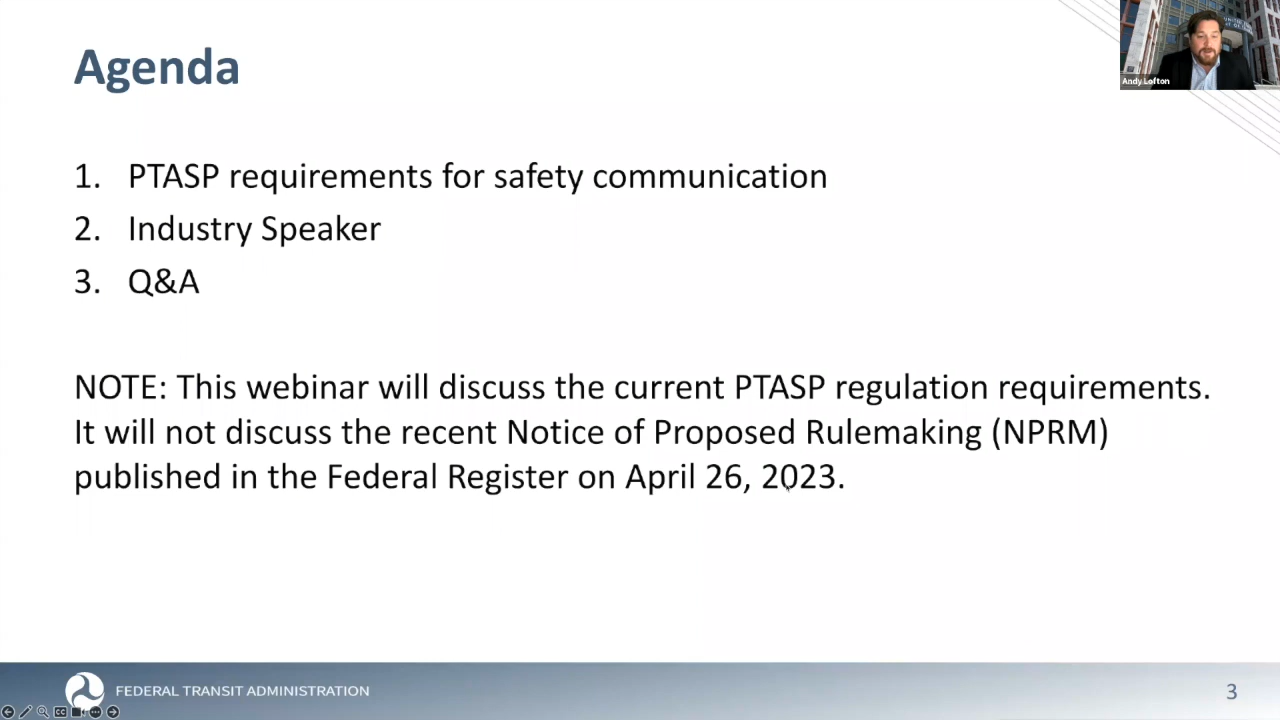 Agenda
Andy Lofton
1. PTASP requirements for safety communication
2. Industry Speaker
3. Q&A
NOTE: This webinar will discuss the current PTASP regulation requirements.
It will not discuss the recent Notice of Proposed Rulemaking (NPRM)
published in the Federal Register on April 26, 2023.
FEDERAL TRANSIT ADMINISTRATION
3